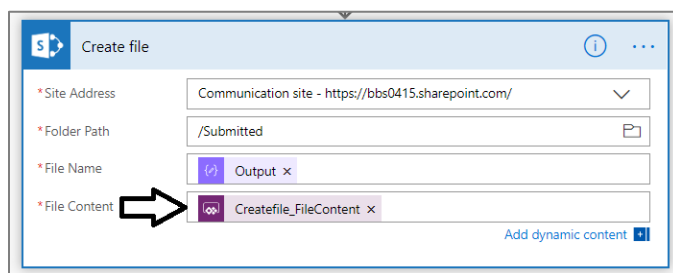 Create file
*Site Address Communication site - https://bbs0415.sharepoint.com/
*Folder Path /Submitted
*File Name Output ×
*File Content Createfile_FileContent ×
Add dynamic content